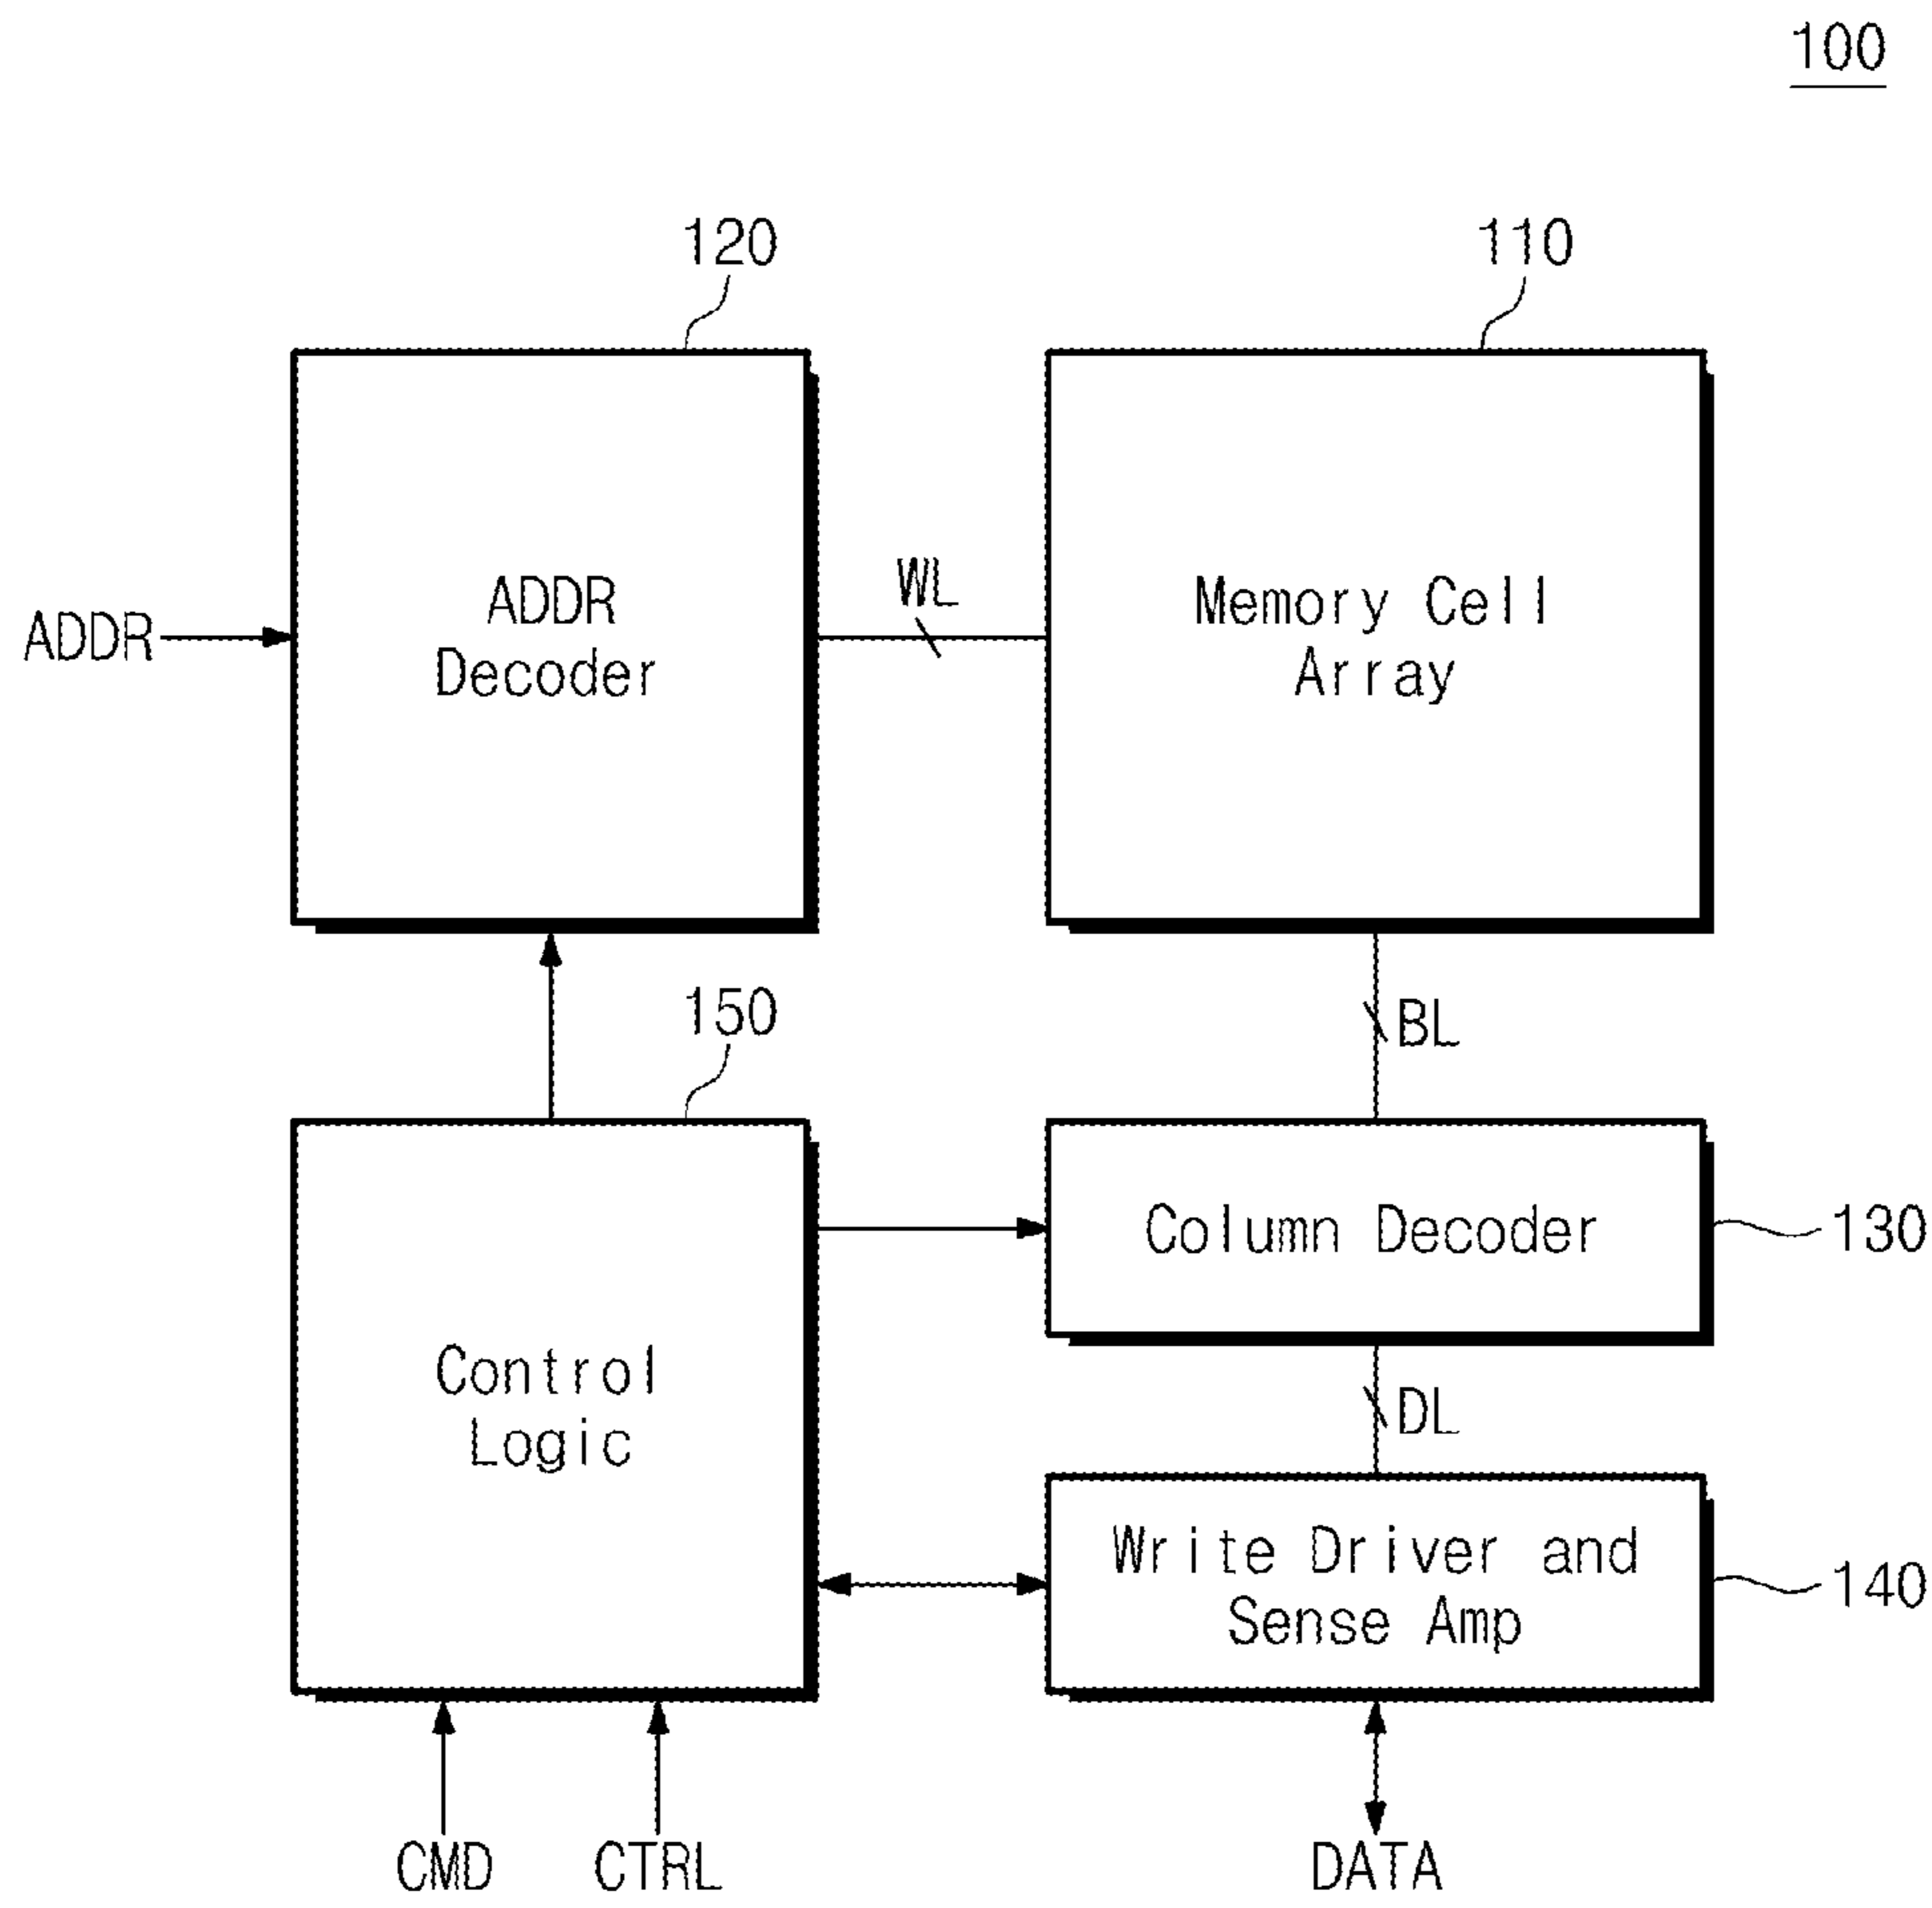 100
120
110
ADDR
ADDR
Decoder
WL
Memory Cell
Array
150
BL
Control
Logic
Column Decoder
130
DL
Write Driver and
Sense Amp
140
CMD
CTRL
DATA